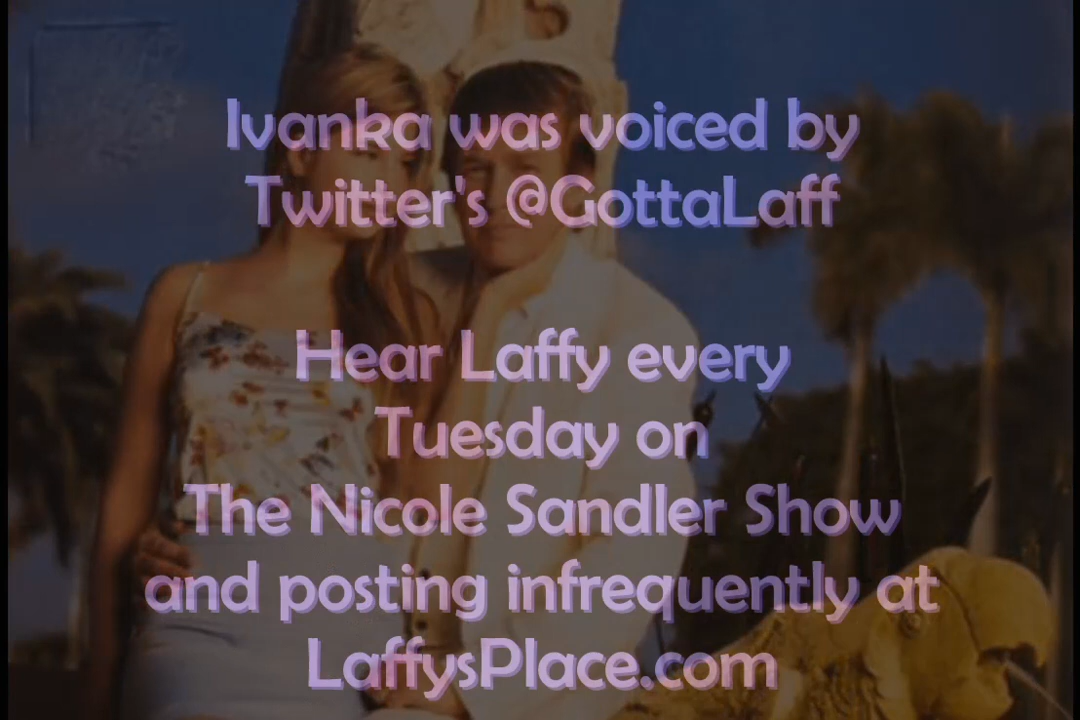 Ivanka was voiced by
Twitter's @GottaLaff
Hear Laffy every
Tuesday on
The Nicole Sandler Show
and posting infrequently at
LaffysPlace.com